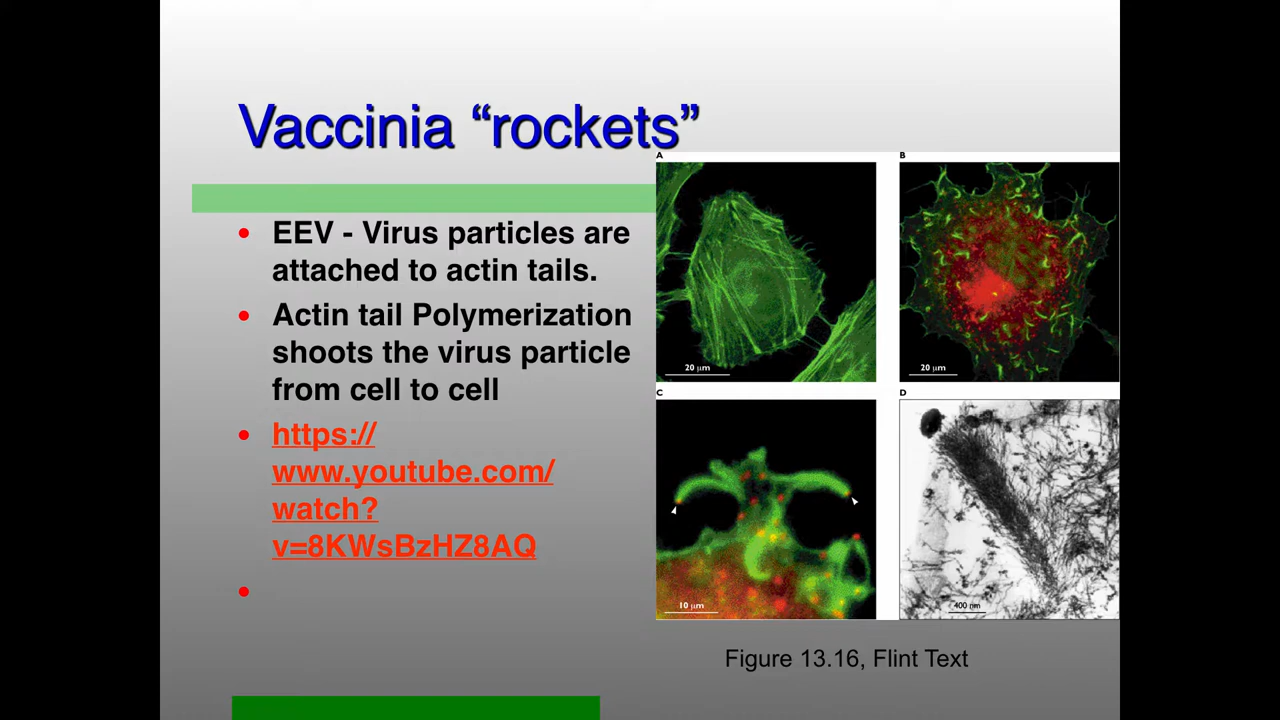 Vaccinia “rockets”
EEV - Virus particles are
attached to actin tails.
Actin tail Polymerization
shoots the virus particle
from cell to cell
https://
www.youtube.com/
watch?
v=8KWsBzHZ8AQ
A
B
20 μm
20 μm
C
D
10 μm
400 nm
Figure 13.16, Flint Text